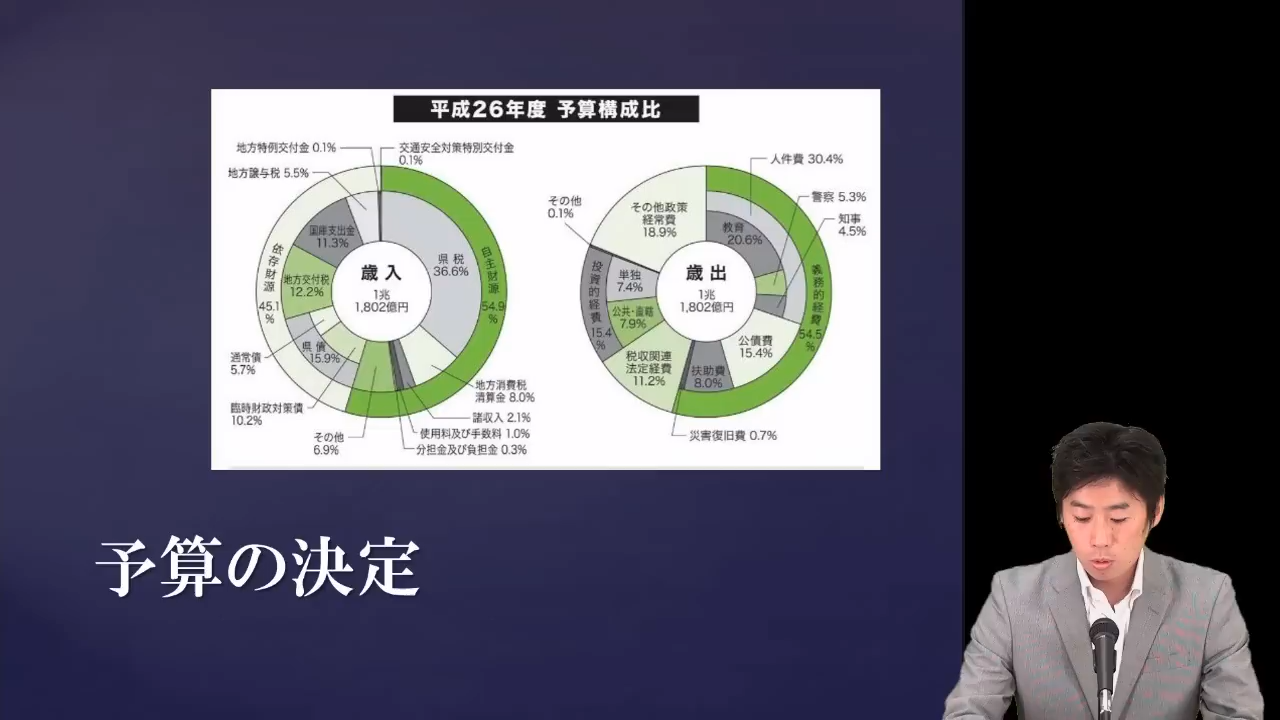 平成26年度 予算構成比
地方特例交付金 0.1%
交通安全対策特別交付金
0.1%
地方譲与税 5.5%
国庫支出金
11.3%
依存財源
45.1
%
地方交付税
12.2%
県税
36.6%
自主財源
54.9
%
歳入
1兆
1,802億円
通常債
5.7%
県債
15.9%
臨時財政対策債
10.2%
その他
6.9%
地方消費税
清算金 8.0%
諸収入 2.1%
使用料及び手数料 1.0%
分担金及び負担金 0.3%
人件費 30.4%
警察 5.3%
知事
4.5%
その他
0.1%
その他政策
経常費
18.9%
教育
20.6%
投資的経費
15.4
%
単独
7.4%
歳出
1兆
1,802億円
義務的経費
54.5
%
公共・直轄
7.9%
公債費
15.4%
税収関連
法定経費
11.2%
扶助費
8.0%
災害復旧費 0.7%
予算の決定